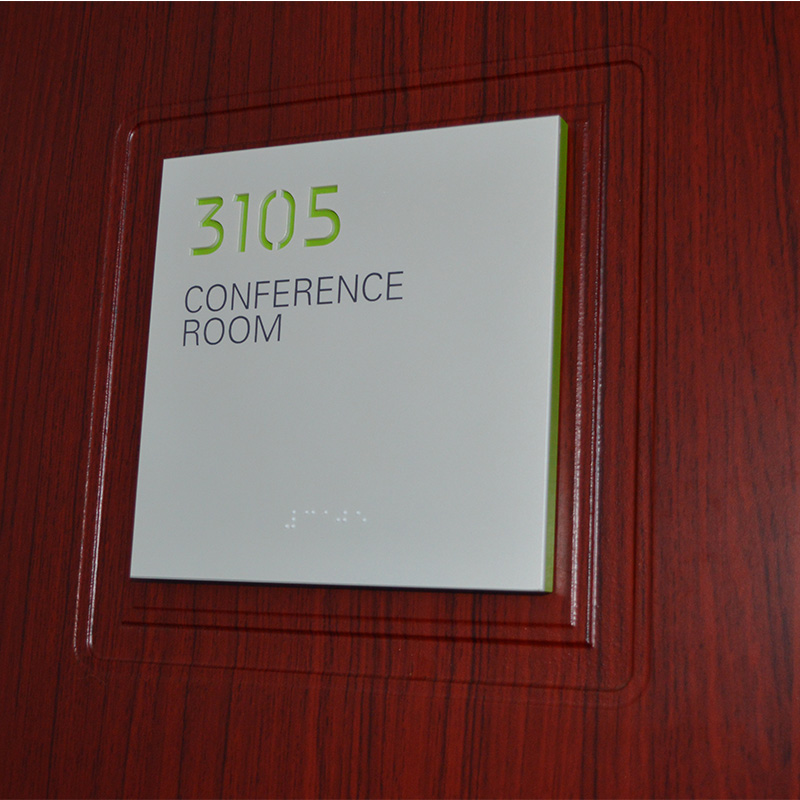 3105
CONFERENCE
ROOM
⠼⠉⠁⠚⠑